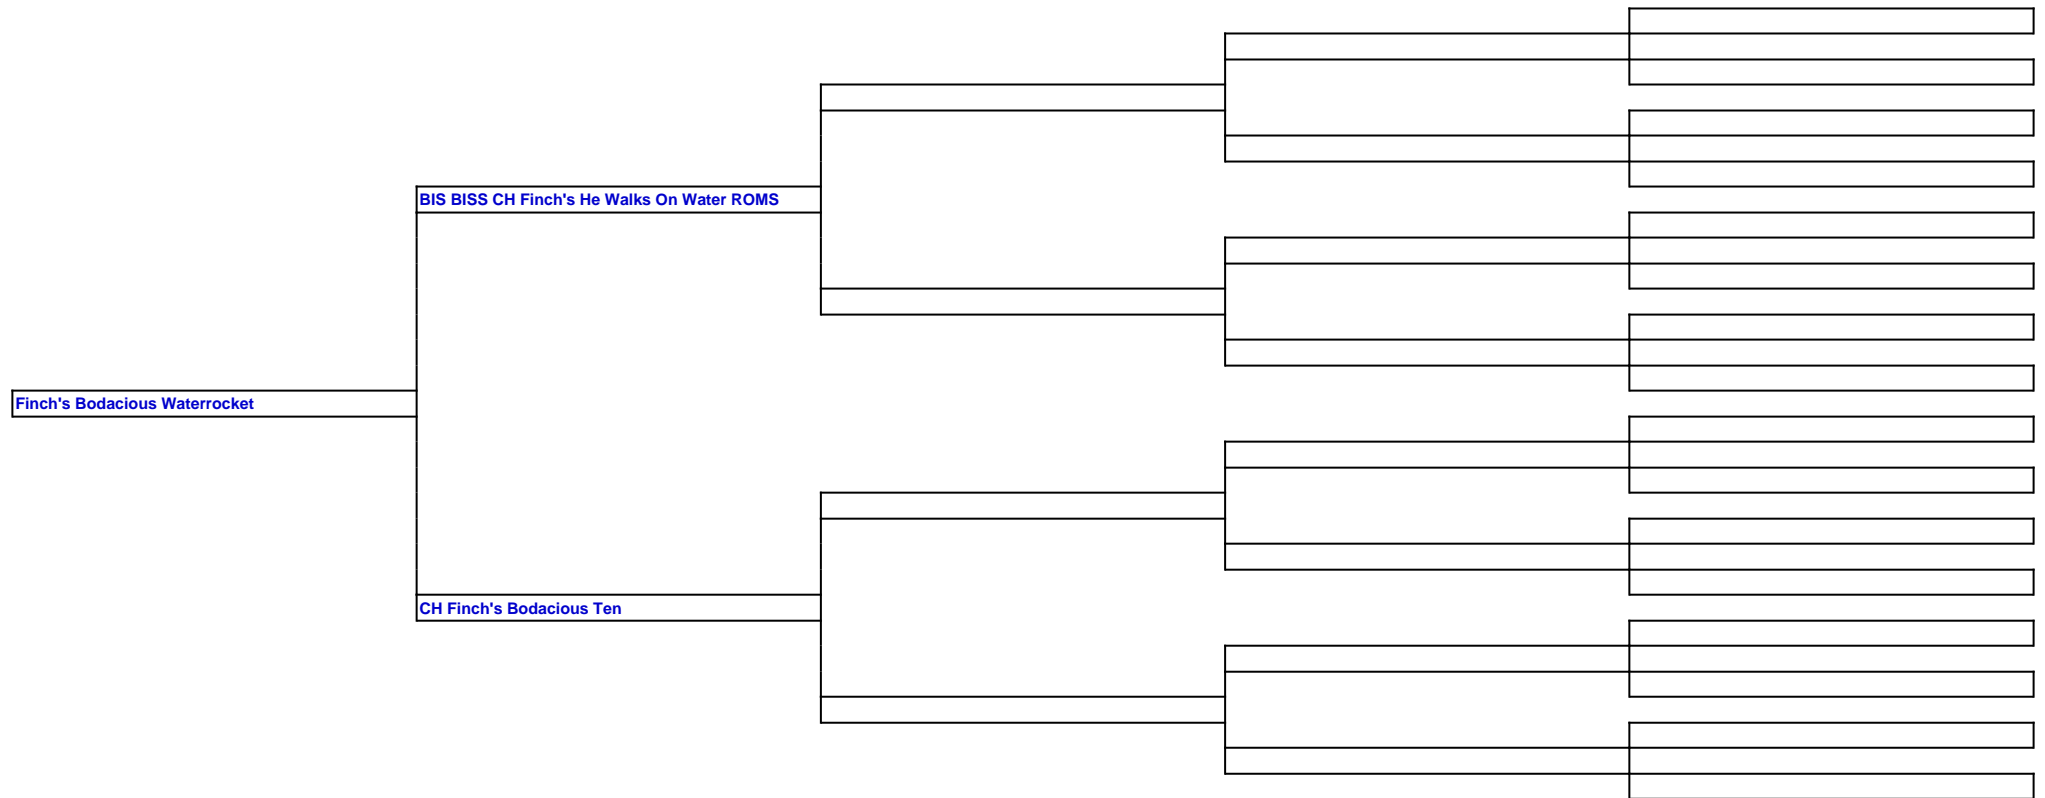 BIS BISS CH Finch's He Walks On Water ROMS
Finch's Bodacious Waterrocket
CH Finch's Bodacious Ten